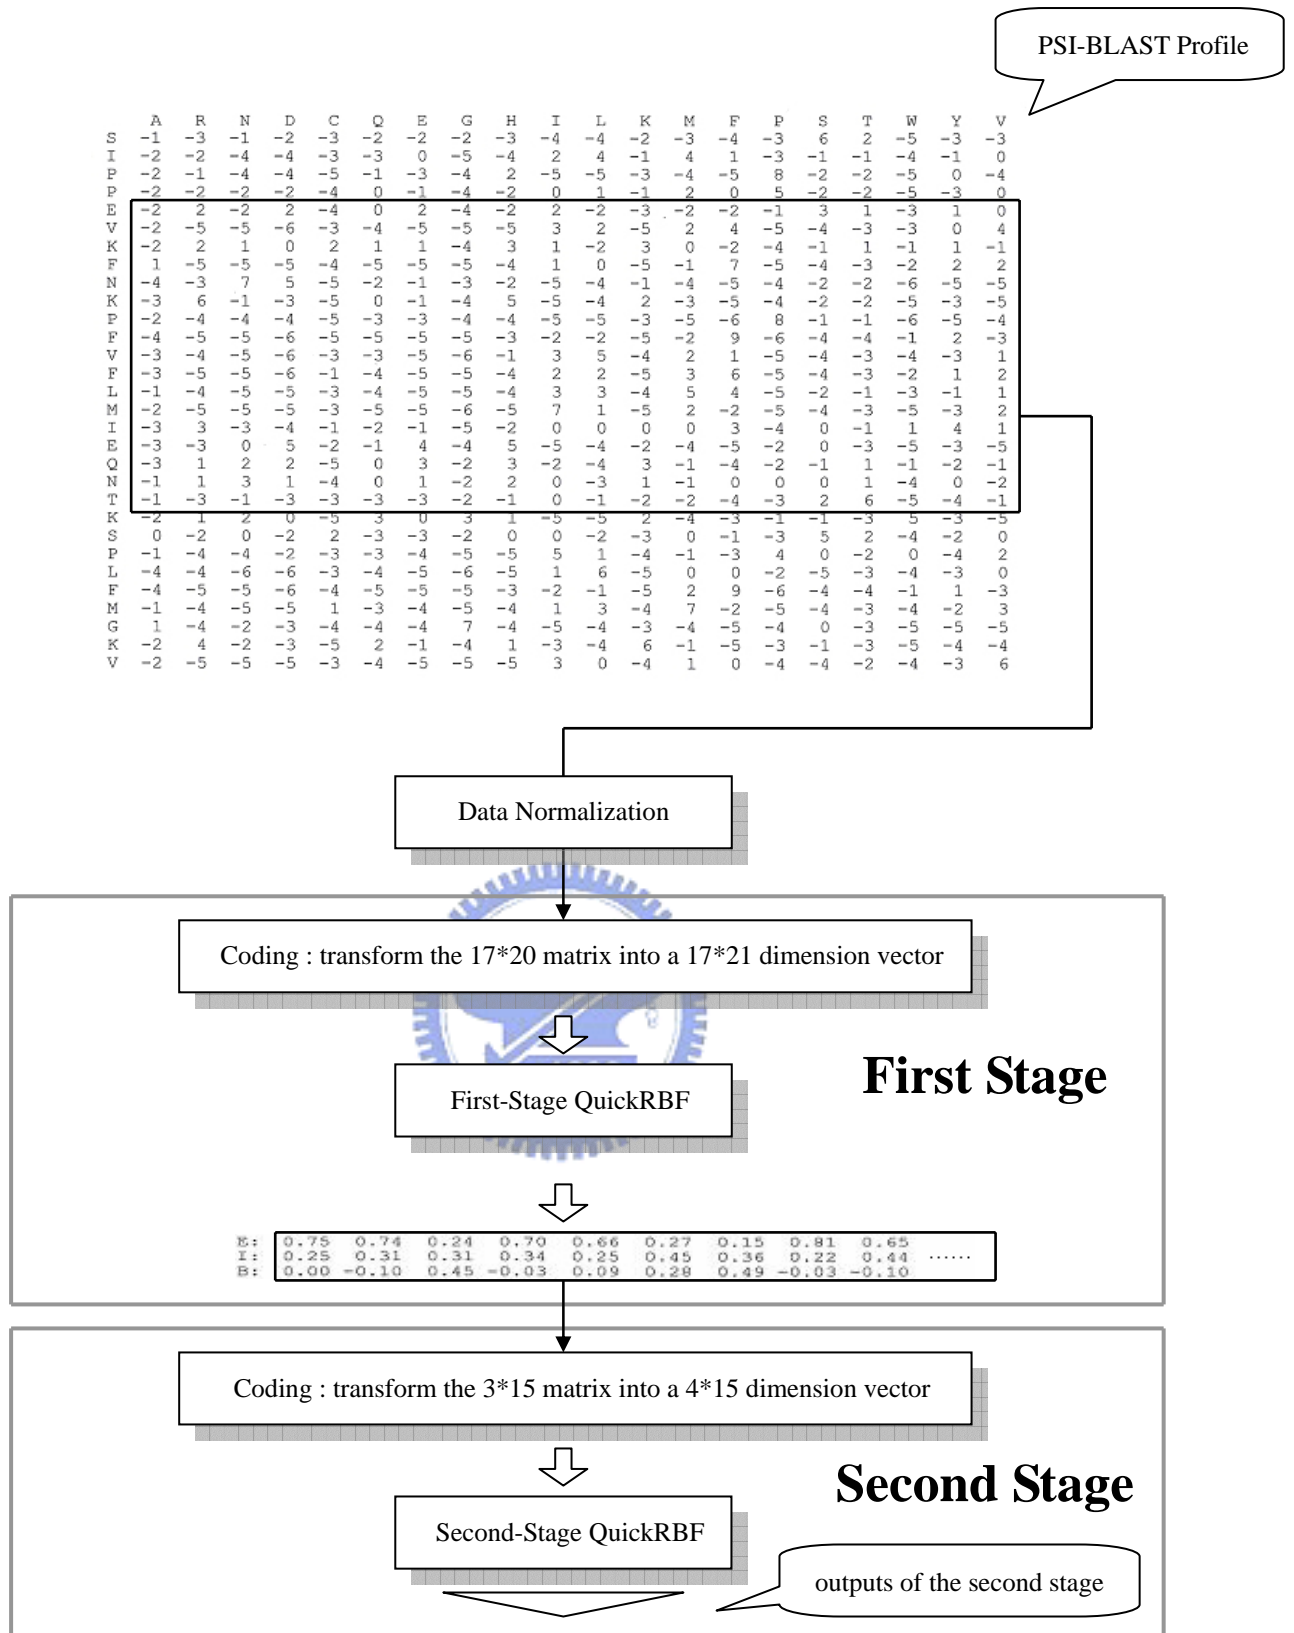 PSI-BLAST Profile
A R N D C Q E G H I L K M F P S T W Y V
S -1 -3 -1 -2 -3 -2 -2 -2 -3 -4 -4 -2 -3 -4 -3 6 2 -5 -3 -3
I -2 -2 -4 -4 -3 -3 0 -5 -4 2 4 -1 4 1 -3 -1 -1 -4 -1 0
P -2 -1 -4 -4 -5 -1 -3 -4 2 -5 -5 -3 -4 -5 8 -2 -2 -5 0 -4
P -2 -2 -2 -2 -4 0 -1 -4 -2 0 1 -1 2 0 5 -2 -2 -5 -3 0
E -2 2 -2 2 -4 0 2 -4 -2 2 -2 -3 -2 -2 -1 3 1 -3 1 0
V -2 -5 -5 -6 -3 -4 -5 -5 -5 3 2 -5 2 4 -5 -4 -3 -3 0 4
K -2 2 1 0 2 1 1 -4 3 1 -2 3 0 -2 -4 -1 1 -1 1 -1
F 1 -5 -5 -5 -4 -5 -5 -5 -4 1 0 -5 -1 7 -5 -4 -3 -2 2 2
N -4 -3 7 5 -5 -2 -1 -3 -2 -5 -4 -1 -4 -5 -4 -2 -2 -6 -5 -5
K -3 6 -1 -3 -5 0 -1 -4 5 -5 -4 2 -3 -5 -4 -2 -2 -5 -3 -5
P -2 -4 -4 -4 -5 -3 -3 -4 -4 -5 -5 -3 -5 -6 8 -1 -1 -6 -5 -4
F -4 -5 -5 -6 -5 -5 -5 -5 -3 -2 -2 -5 -2 9 -6 -4 -4 -1 2 -3
V -3 -4 -5 -6 -3 -3 -5 -6 -1 3 5 -4 2 1 -5 -4 -3 -4 -3 1
F -3 -5 -5 -6 -1 -4 -5 -5 -4 2 2 -5 3 6 -5 -4 -3 -2 1 2
L -1 -4 -5 -5 -3 -4 -5 -5 -4 3 3 -4 5 4 -5 -2 -1 -3 -1 1
M -2 -5 -5 -5 -3 -5 -5 -6 -5 7 1 -5 2 -2 -5 -4 -3 -5 -3 2
I -3 3 -3 -4 -1 -2 -1 -5 -2 0 0 0 0 3 -4 0 -1 1 4 1
E -3 -3 0 5 -2 -1 4 -4 5 -5 -4 -2 -4 -5 -2 0 -3 -5 -3 -5
Q -3 1 2 2 -5 0 3 -2 3 -2 -4 3 -1 -4 -2 -1 1 -1 -2 -1
N -1 1 3 1 -4 0 1 -2 2 0 -3 1 -1 0 0 0 1 -4 0 -2
T -1 -3 -1 -3 -3 -3 -3 -2 -1 0 -1 -2 -2 -4 -3 2 6 -5 -4 -1
K -2 1 2 0 -5 3 0 3 1 -5 -5 2 -4 -3 -1 -1 -3 5 -3 -5
S 0 -2 0 -2 2 -3 -3 -2 0 0 -2 -3 0 -1 -3 5 2 -4 -2 0
P -1 -4 -4 -2 -3 -3 -4 -5 -5 5 1 -4 -1 -3 4 0 -2 0 -4 2
L -4 -4 -6 -6 -3 -4 -5 -6 -5 1 6 -5 0 0 -2 -5 -3 -4 -3 0
F -4 -5 -5 -6 -4 -5 -5 -5 -3 -2 -1 -5 2 9 -6 -4 -4 -1 1 -3
M -1 -4 -5 -5 1 -3 -4 -5 -4 1 3 -4 7 -2 -5 -4 -3 -4 -2 3
G 1 -4 -2 -3 -4 -4 -4 7 -4 -5 -4 -3 -4 -5 -4 0 -3 -5 -5 -5
K -2 4 -2 -3 -5 2 -1 -4 1 -3 -4 6 -1 -5 -3 -1 -3 -5 -4 -4
V -2 -5 -5 -5 -3 -4 -5 -5 -5 3 0 -4 1 0 -4 -4 -2 -4 -3 6
Data Normalization
Coding : transform the 17*20 matrix into a 17*21 dimension vector
First-Stage QuickRBF
First Stage
E: 0.75 0.74 0.24 0.70 0.66 0.27 0.15 0.81 0.65
I: 0.25 0.31 0.31 0.34 0.25 0.45 0.36 0.22 0.44 ......
B: 0.00 -0.10 0.45 -0.03 0.09 0.28 0.49 -0.03 -0.10
Coding : transform the 3*15 matrix into a 4*15 dimension vector
Second Stage
Second-Stage QuickRBF
outputs of the second stage